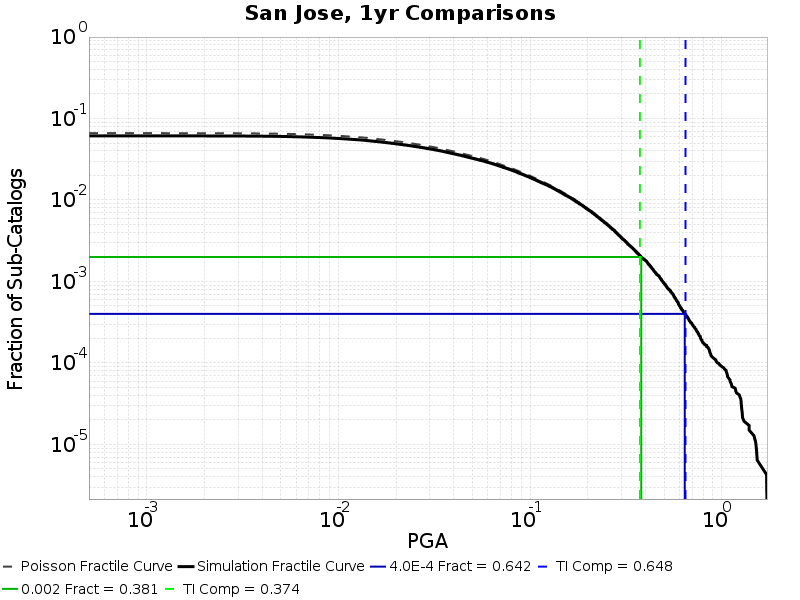 San Jose, 1yr Comparisons
10^0
10^-1
10^-2
10^-3
10^-4
10^-5
Fraction of Sub-Catalogs
10^-3 10^-2 10^-1 10^0
PGA
Poisson Fractile Curve Simulation Fractile Curve 4.0E-4 Fract = 0.642 TI Comp = 0.648
0.002 Fract = 0.381 TI Comp = 0.374